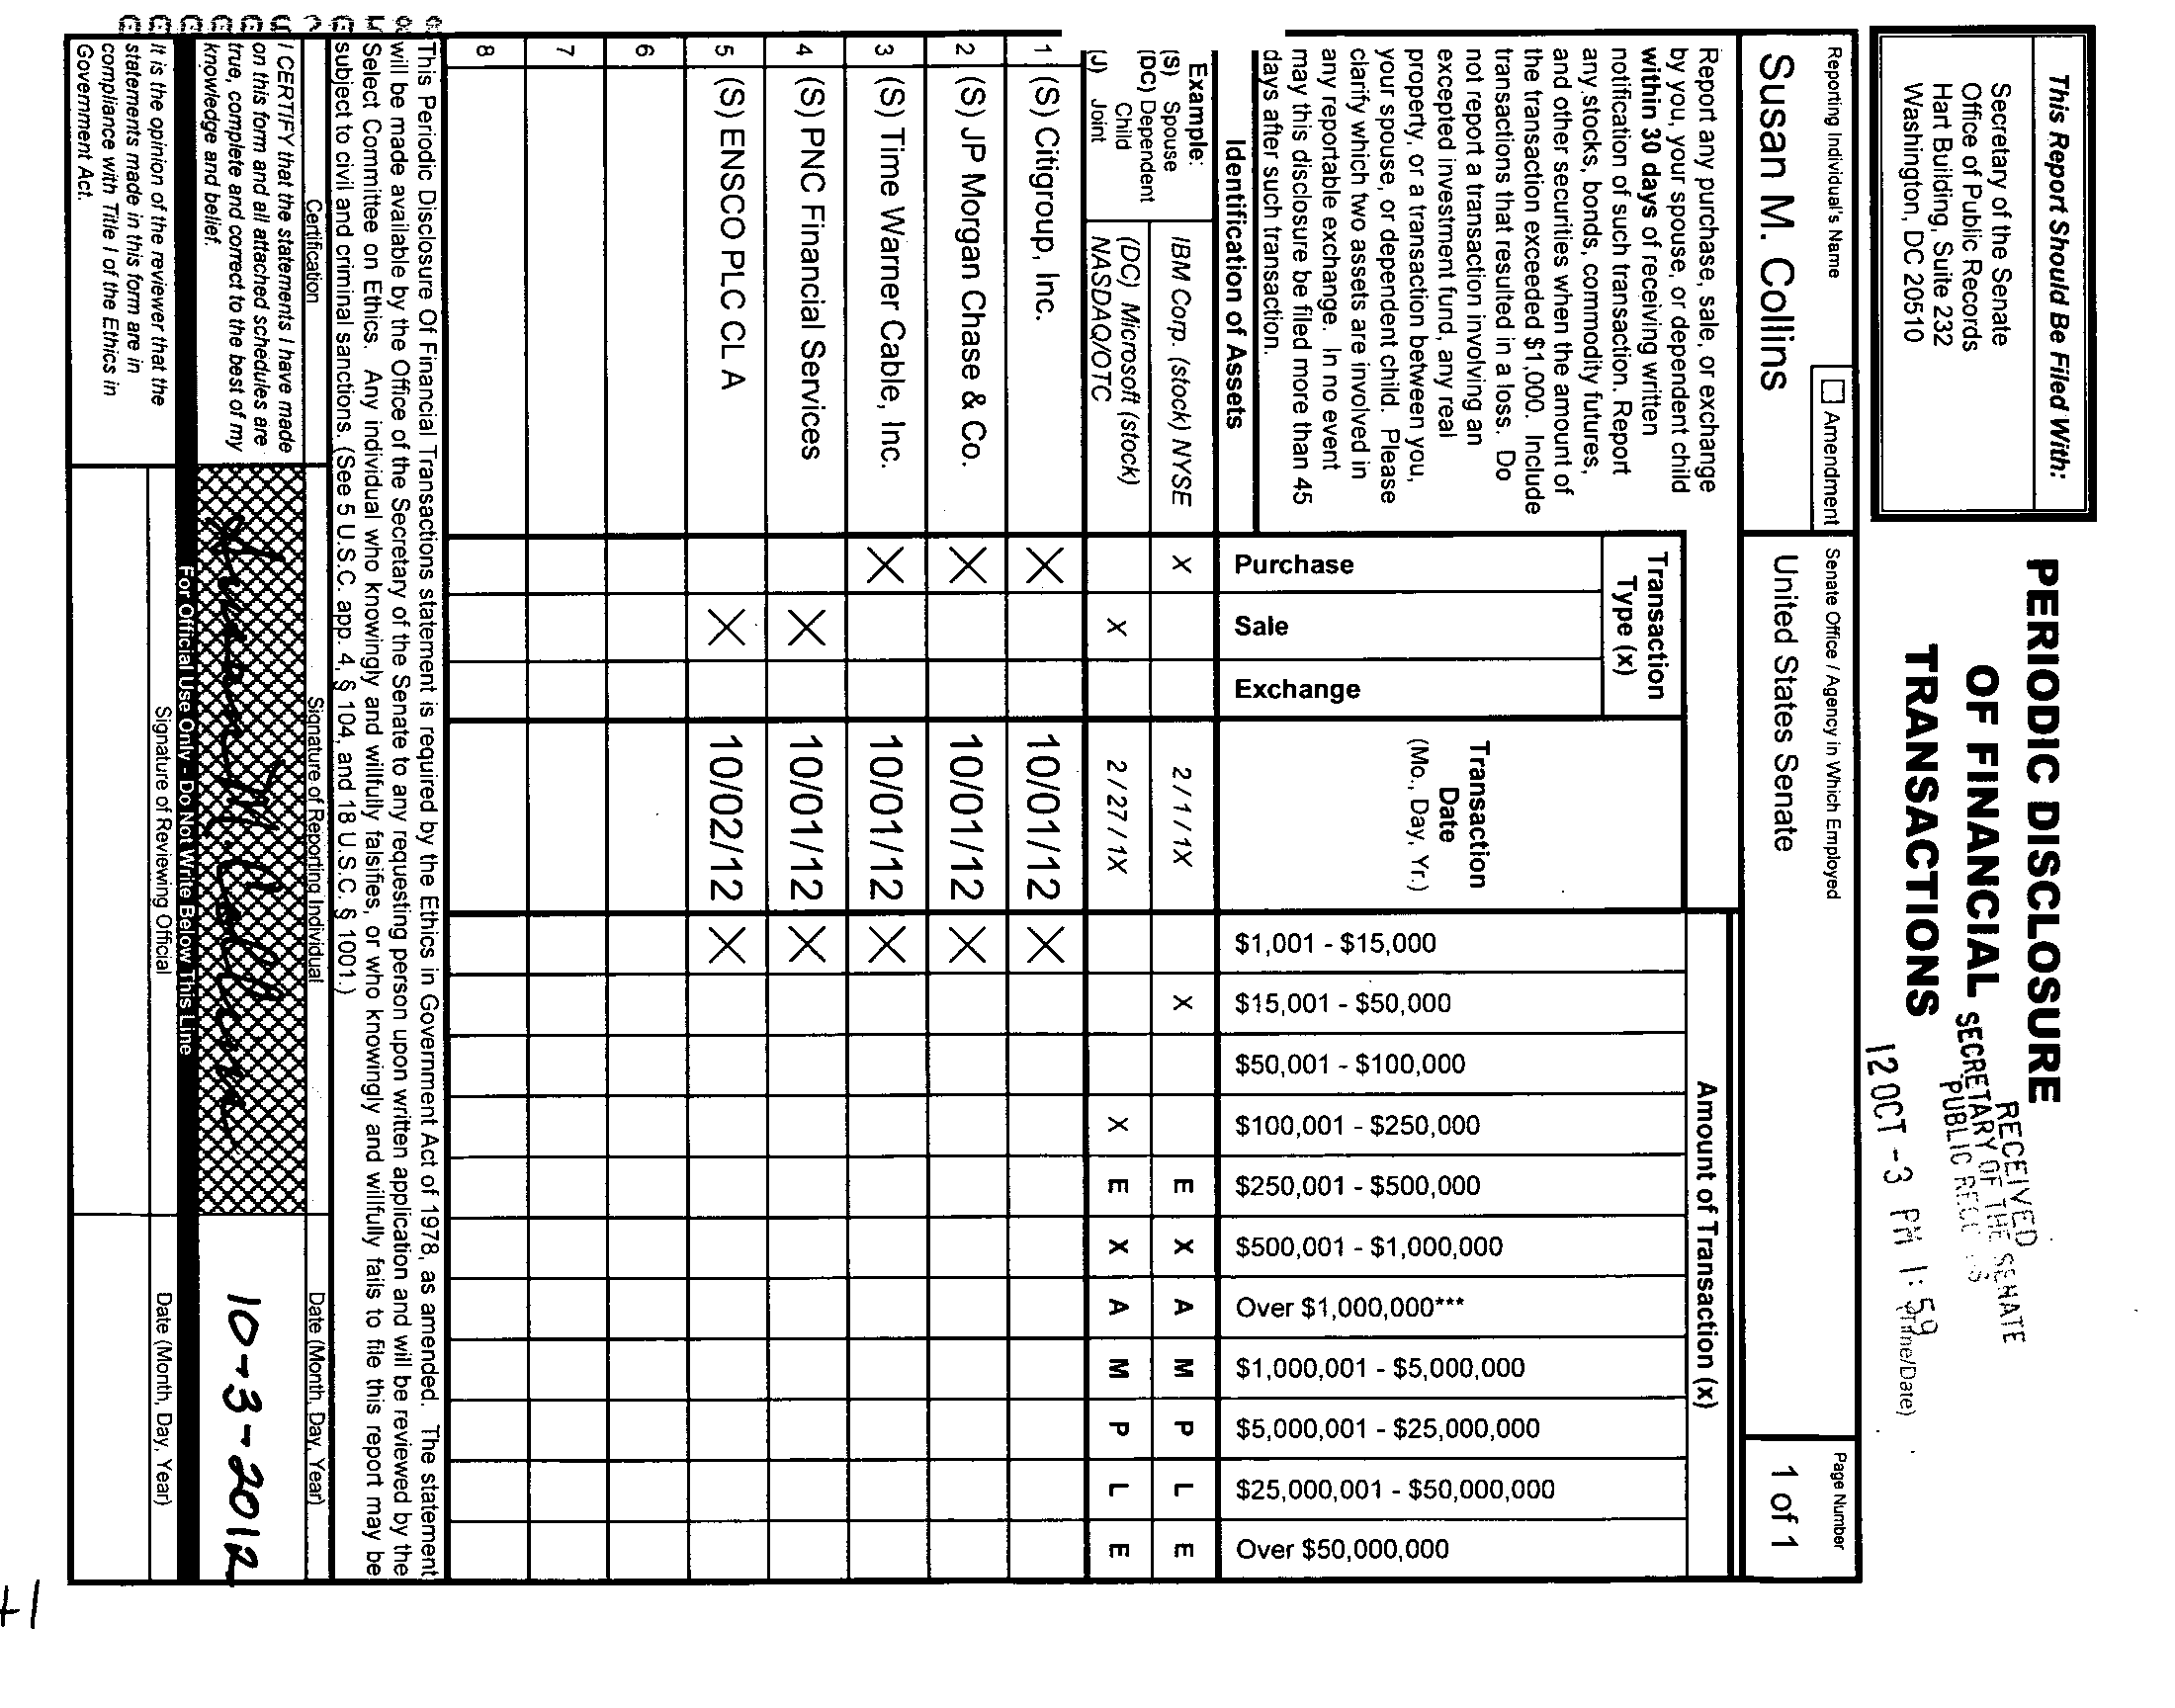 This Report Should Be Filed With:
Secretary of the Senate
Office of Public Records
Hart Building, Suite 232
Washington, DC 20510
PERIODIC DISCLOSURE
OF FINANCIAL
TRANSACTIONS
RECEIVED
SECRETARY OF THE SENATE
PUBLIC
12 OCT -3 PM 1:59
Reporting Individual's Name
Amendment
Susan M. Collins
Senate Office / Agency in Which Employed
United States Senate
Page Number
1 of 1
Report any purchase, sale, or exchange
by you, your spouse, or dependent child
within 30 days of receiving written
notification of such transaction. Report
any stocks, bonds, commodity futures,
and other securities when the amount of
the transaction exceeded $1,000. Include
transactions that resulted in a loss. Do
not report a transaction involving an
excepted investment fund, any real
property, or a transaction between you,
your spouse, or dependent child. Please
clarify which two assets are involved in
any reportable exchange. In no event
may this disclosure be filed more than 45
days after such transaction.
Identification of Assets
Transaction
Type (x)
Purchase
Sale
Exchange
Transaction
Date
(Mo., Day, Yr.)
Amount of Transaction (x)
$1,001 - $15,000
$15,001 - $50,000
$50,001 - $100,000
$100,001 - $250,000
$250,001 - $500,000
$500,001 - $1,000,000
Over $1,000,000***
$1,000,001 - $5,000,000
$5,000,001 - $25,000,000
$25,000,001 - $50,000,000
Over $50,000,000
Example:
(S) Spouse
(DC) Dependent
Child
(J) Joint
IBM Corp. (stock) NYSE X 2 / 1 / 1X X E X A M P L E
(DC) Microsoft (stock)
NASDAQ/OTC X 2 / 27 / 1X X E X A M P L E
1 (S) Citigroup, Inc. X 10/01/12 X
2 (S) JP Morgan Chase & Co. X 10/01/12 X
3 (S) Time Warner Cable, Inc. X 10/01/12 X
4 (S) PNC Financial Services X 10/01/12 X
5 (S) ENSCO PLC CL A X 10/02/12 X
6
7
8
This Periodic Disclosure Of Financial Transactions statement is required by the Ethics in Government Act of 1978, as amended. The statement
will be made available by the Office of the Secretary of the Senate to any requesting person upon written application and will be reviewed by the
Select Committee on Ethics. Any individual who knowingly and willfully falsifies, or who knowingly and willfully fails to file this report may be
subject to civil and criminal sanctions. (See 5 U.S.C. app. 4, § 104, and 18 U.S.C. § 1001.)
Certification
Signature of Reporting Individual
Date (Month, Day, Year)
I CERTIFY that the statements I have made
on this form and all attached schedules are
true, complete and correct to the best of my
knowledge and belief.
Susan M. Collins
10-3-2012
For Official Use Only - Do Not Write Below This Line
It is the opinion of the reviewer that the
statements made in this form are in
compliance with Title I of the Ethics in
Government Act.
Signature of Reviewing Official
Date (Month, Day, Year)